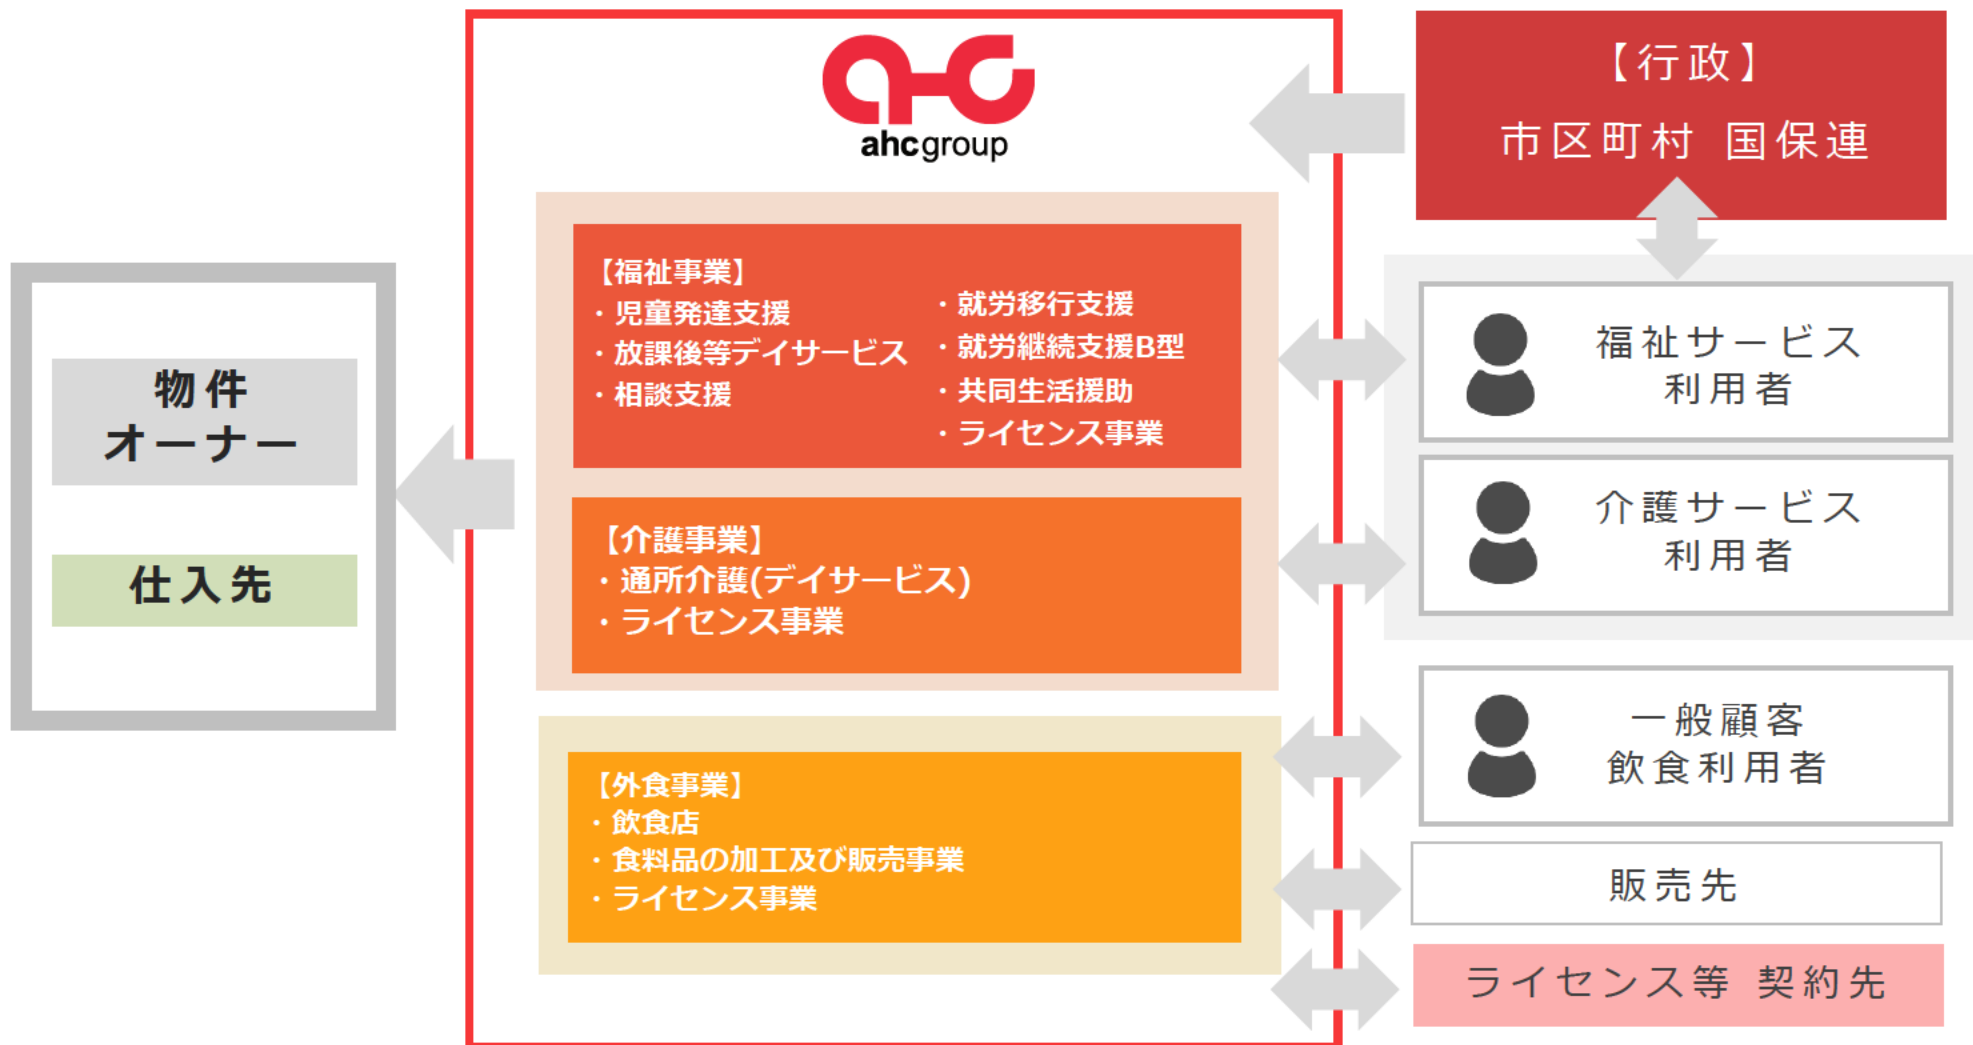 ahcgroup
【行政】
市区町村 国保連
【福祉事業】
・児童発達支援
・放課後等デイサービス
・相談支援
・就労移行支援
・就労継続支援B型
・共同生活援助
・ライセンス事業
【介護事業】
・通所介護(デイサービス)
・ライセンス事業
【外食事業】
・飲食店
・食料品の加工及び販売事業
・ライセンス事業
物件
オーナー
仕入先
福祉サービス
利用者
介護サービス
利用者
一般顧客
飲食利用者
販売先
ライセンス等 契約先